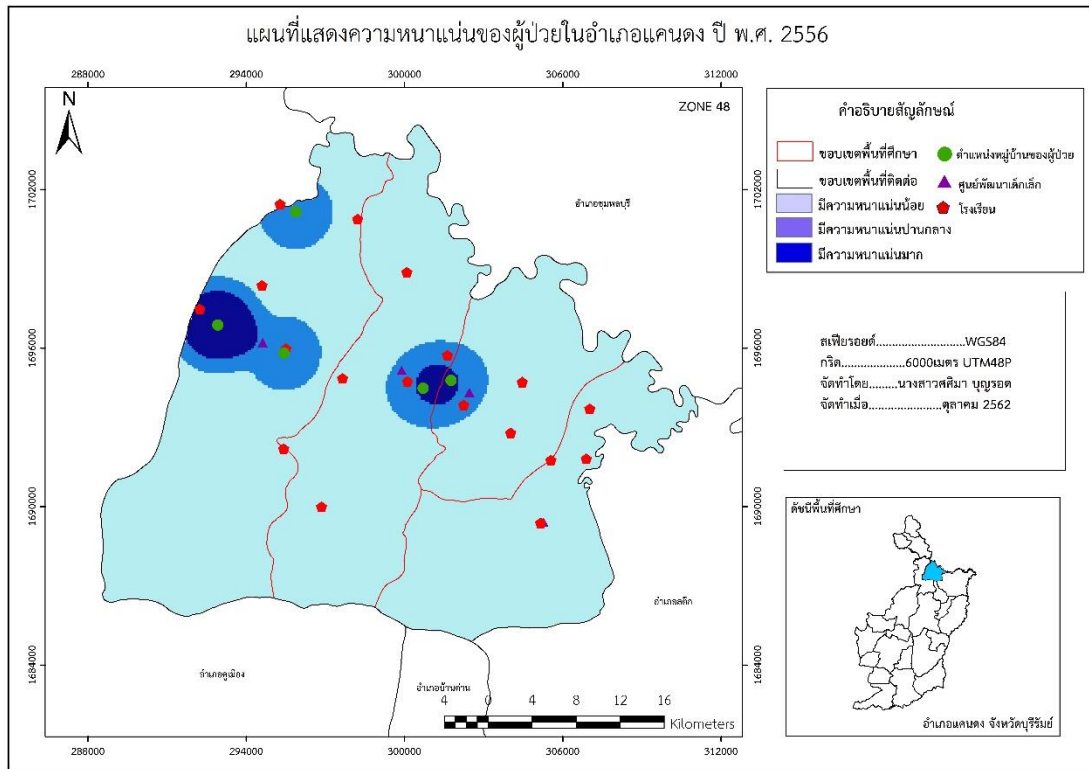 แผนที่แสดงความหนาแน่นของผู้ป่วยในอำเภอแคนดง ปี พ.ศ. 2556
288000 294000 300000 306000 312000
N
ZONE 48
1702000 1702000
อำเภอชุมพลบุรี
1696000 1696000
1690000 1690000
อำเภอสตึก
1684000 1684000
อำเภอคูเมือง
อำเภอบ้านด่าน
4 0 4 8 12 16
Kilometers
288000 294000 300000 306000 312000
คำอธิบายสัญลักษณ์
ขอบเขตพื้นที่ศึกษา
ขอบเขตพื้นที่ติดต่อ
มีความหนาแน่นน้อย
มีความหนาแน่นปานกลาง
มีความหนาแน่นมาก
ตำแหน่งหมู่บ้านของผู้ป่วย
ศูนย์พัฒนาเด็กเล็ก
โรงเรียน
สเฟียรอยด์............................WGS84
กริด.....................6000เมตร UTM48P
จัดทำโดย........นางสาวศศิมา บุญรอด
จัดทำเมื่อ.......................ตุลาคม 2562
ดัชนีพื้นที่ศึกษา
อำเภอแคนดง จังหวัดบุรีรัมย์